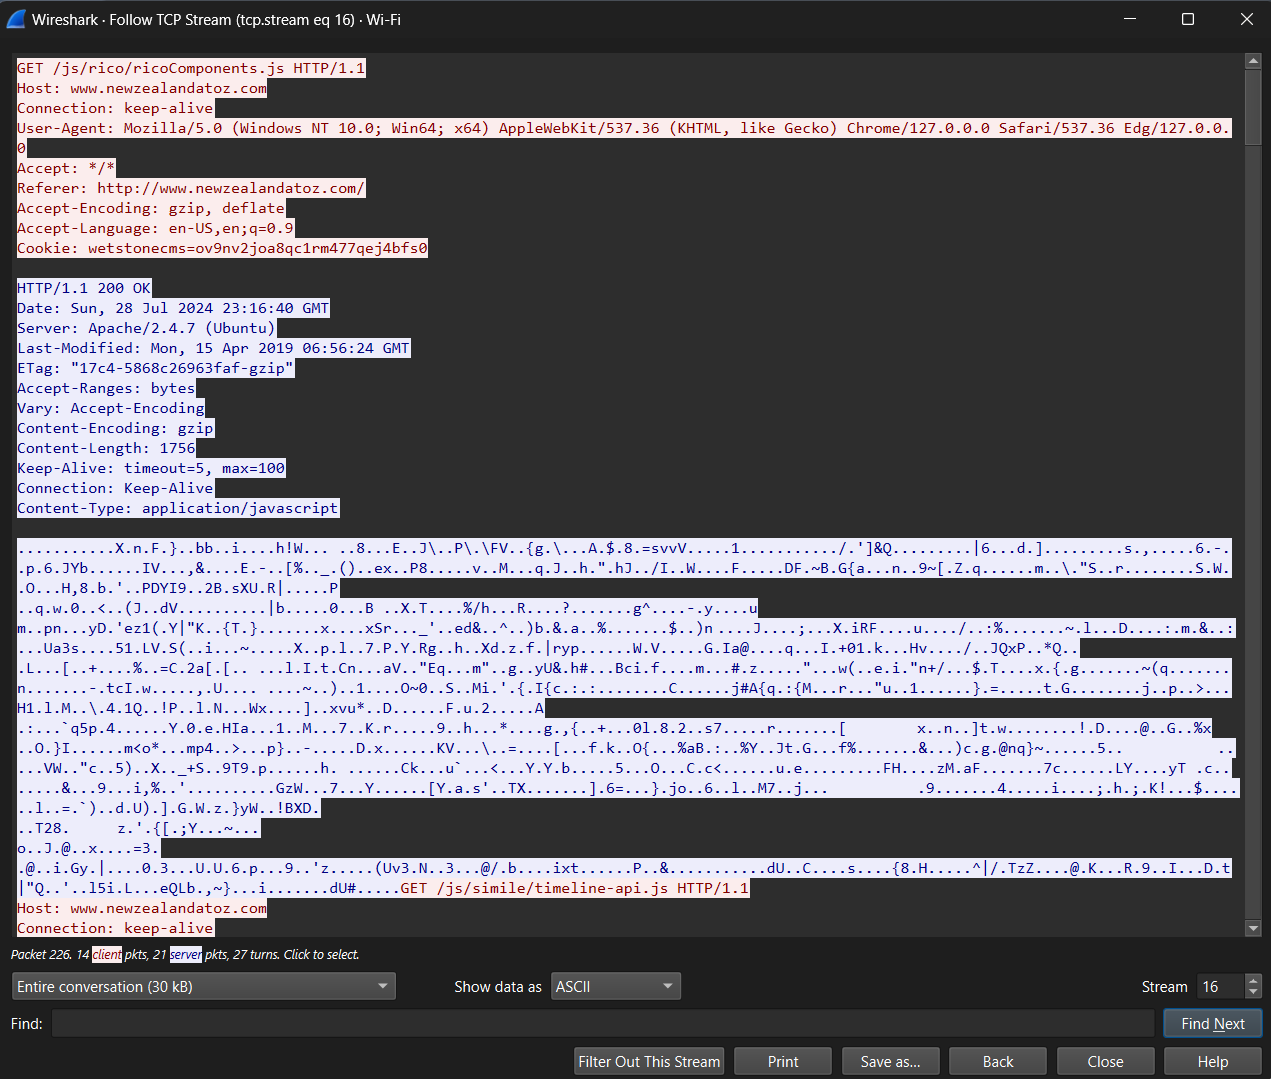 Wireshark · Follow TCP Stream (tcp.stream eq 16) · Wi-Fi
GET /js/rico/ricoComponents.js HTTP/1.1
Host: www.newzealandatoz.com
Connection: keep-alive
User-Agent: Mozilla/5.0 (Windows NT 10.0; Win64; x64) AppleWebKit/537.36 (KHTML, like Gecko) Chrome/127.0.0.0 Safari/537.36 Edg/127.0.0.
0
Accept: */*
Referer: http://www.newzealandatoz.com/
Accept-Encoding: gzip, deflate
Accept-Language: en-US,en;q=0.9
Cookie: wetstonecms=ov9nv2joa8qc1rm477qej4bfs0
HTTP/1.1 200 OK
Date: Sun, 28 Jul 2024 23:16:40 GMT
Server: Apache/2.4.7 (Ubuntu)
Last-Modified: Mon, 15 Apr 2019 06:56:24 GMT
ETag: "17c4-5868c26963faf-gzip"
Accept-Ranges: bytes
Vary: Accept-Encoding
Content-Encoding: gzip
Content-Length: 1756
Keep-Alive: timeout=5, max=100
Connection: Keep-Alive
Content-Type: application/javascript
...........X.n.F.}..bb..i....h!W... ..8...E..J\..P\.\FV..{g.\...A.$.8.=svvV.....1.........../.']&Q.........|6...d.].........s.,.....6.-.
.p.6.JYb......IV...,&....E.-..[%.._.()..ex..P8.....v..M...q.J..h.".hJ../I..W....F.....DF.~B.G{a...n..9~[.Z.q......m..\."S..r........S.W.
.O...H,8.b.'..PDYI9..2B.sXU.R|.....P
..q.w.0..<..(J..dV..........|b.....0...B ..X.T....%/h...R....?.......g^....-.y....u
m..pn...yD.'ez1(.Y|"K..{T.}.......x....xSr..._'..ed&..^..)b.&.a..%.......$..)n ... J....;...X.iRF....u..../..:%.......~.l...D....:.m.&..:
...Ua3s....51.LV.S(..i...~.....X..p.l..7.P.Y.Rg..h..Xd.z.f.|ryp......W.V.....G.Ia@....q...I.+01.k...Hv..../..JQxP..*Q..
.L...[..+....%..=C.2a[.[......l.I.t.Cn...aV.."Eq...m"..g..yU&.h#...Bci.f....m...#.z....."...w(..e.i."n+/...$.T....x.{.g.......~(q....
n.......-.tcI.w.....,.U.... .....~..)..1....O~0..S..Mi.'.{.I{c.:.:........C......j#A{q.:{M...r..."u..1......}.=.....t.G........j..p..>...
H1.l.M..\.4.1Q..!P..l.N...Wx....]..xvu*..D......F.u.2.....A
.:...`q5p.4......Y.0.e.HIa...1..M...7..K.r....9..h...*....g.,{..+...0l.8.2..s7.....r.......[ x..n..]t.w........!.D....@..G..%x
..O.}I......m<o*...mp4..>...p}..-.....D.x......KV...\..=....[...f.k..O{...%aB.:..%Y..Jt.G...f%.......&...)c.g.@nq}~......5.. .. ...
...VW.."c..5)..X.._+S..9T9.p......h. ......Ck...u`...<...Y.Y.b.....5...O...C.c<......u.e.........FH....zM.aF.......7c......LY....yT .c..
.....&...9...i,%..'..........GzW...7...Y......[Y.a.s'..TX.......].6=...}.jo..6..l..M7..j... .9.......4.....i....;.h.;.K!...$....
..l..=.`)..d.U).].G.W.z.}yW..!BXD.
..T28. z.'.{[.;Y...~...
o..J.@..x....=3.
.@..i.Gy.|....0.3...U.U.6.p...9..'z.....(Uv3.N..3...@/.b....ixt......P..&...........dU..C....s....{8.H.....^|/.TzZ....@.K...R.9..I...D.t
|"Q..'..l5i.L...eQLb.,~}...i.......dU#.....GET /js/simile/timeline-api.js HTTP/1.1
Host: www.newzealandatoz.com
Connection: keep-alive
Packet 226. 14 client pkts, 21 server pkts, 27 turns. Click to select.
Entire conversation (30 kB) Show data as ASCII Stream 16
Find: Find Next
Filter Out This Stream Print Save as... Back Close Help